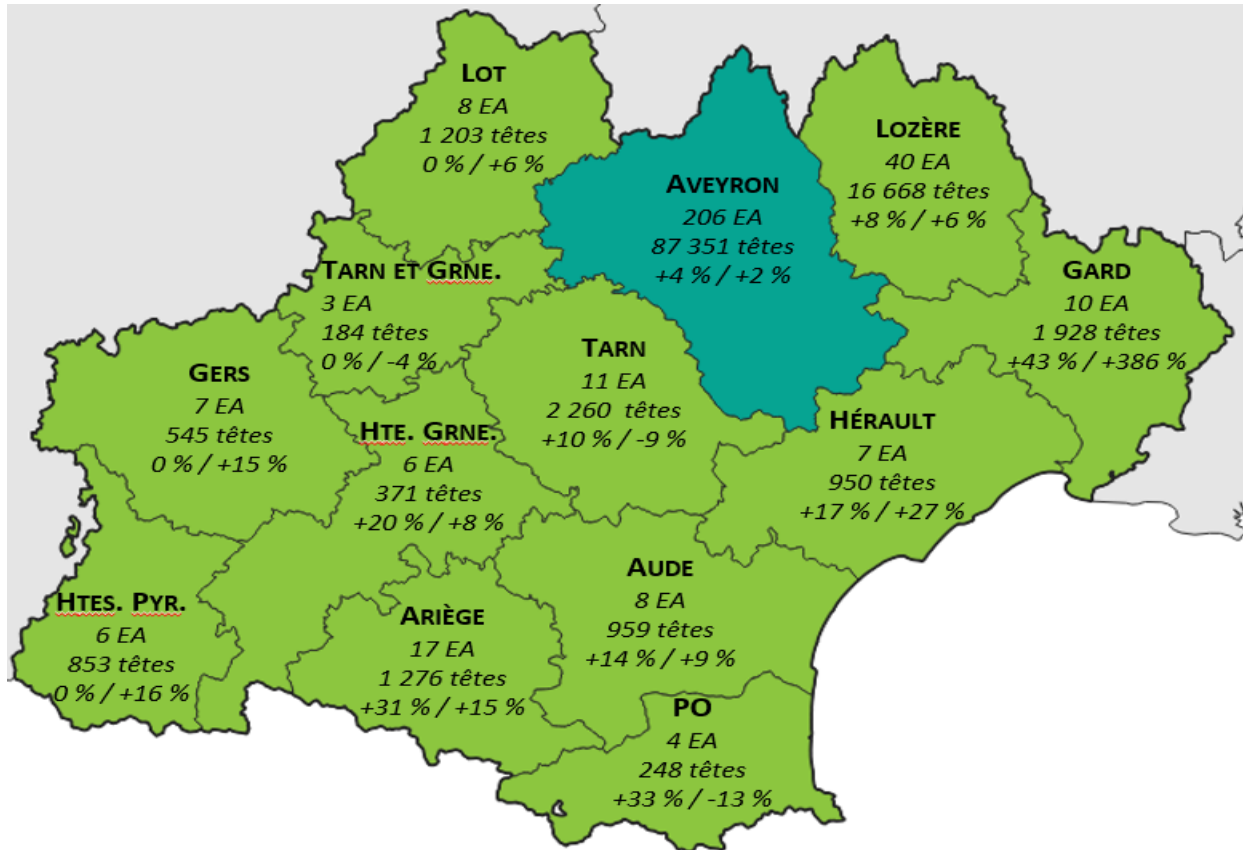 LOT
8 EA
1 203 têtes
0 % / +6 %
LOZÈRE
40 EA
16 668 têtes
+8 % / +6 %
AVEYRON
206 EA
87 351 têtes
+4 % / +2 %
TARN ET GRNE.
3 EA
184 têtes
0 % / -4 %
GARD
10 EA
1 928 têtes
+43 % / +386 %
TARN
11 EA
2 260 têtes
+10 % / -9 %
GERS
7 EA
545 têtes
0 % / +15 %
HTE. GRNE.
6 EA
371 têtes
+20 % / +8 %
HÉRAULT
7 EA
950 têtes
+17 % / +27 %
AUDE
8 EA
959 têtes
+14 % / +9 %
HTES. PYR.
6 EA
853 têtes
0 % / +16 %
ARIÈGE
17 EA
1 276 têtes
+31 % / +15 %
PO
4 EA
248 têtes
+33 % / -13 %